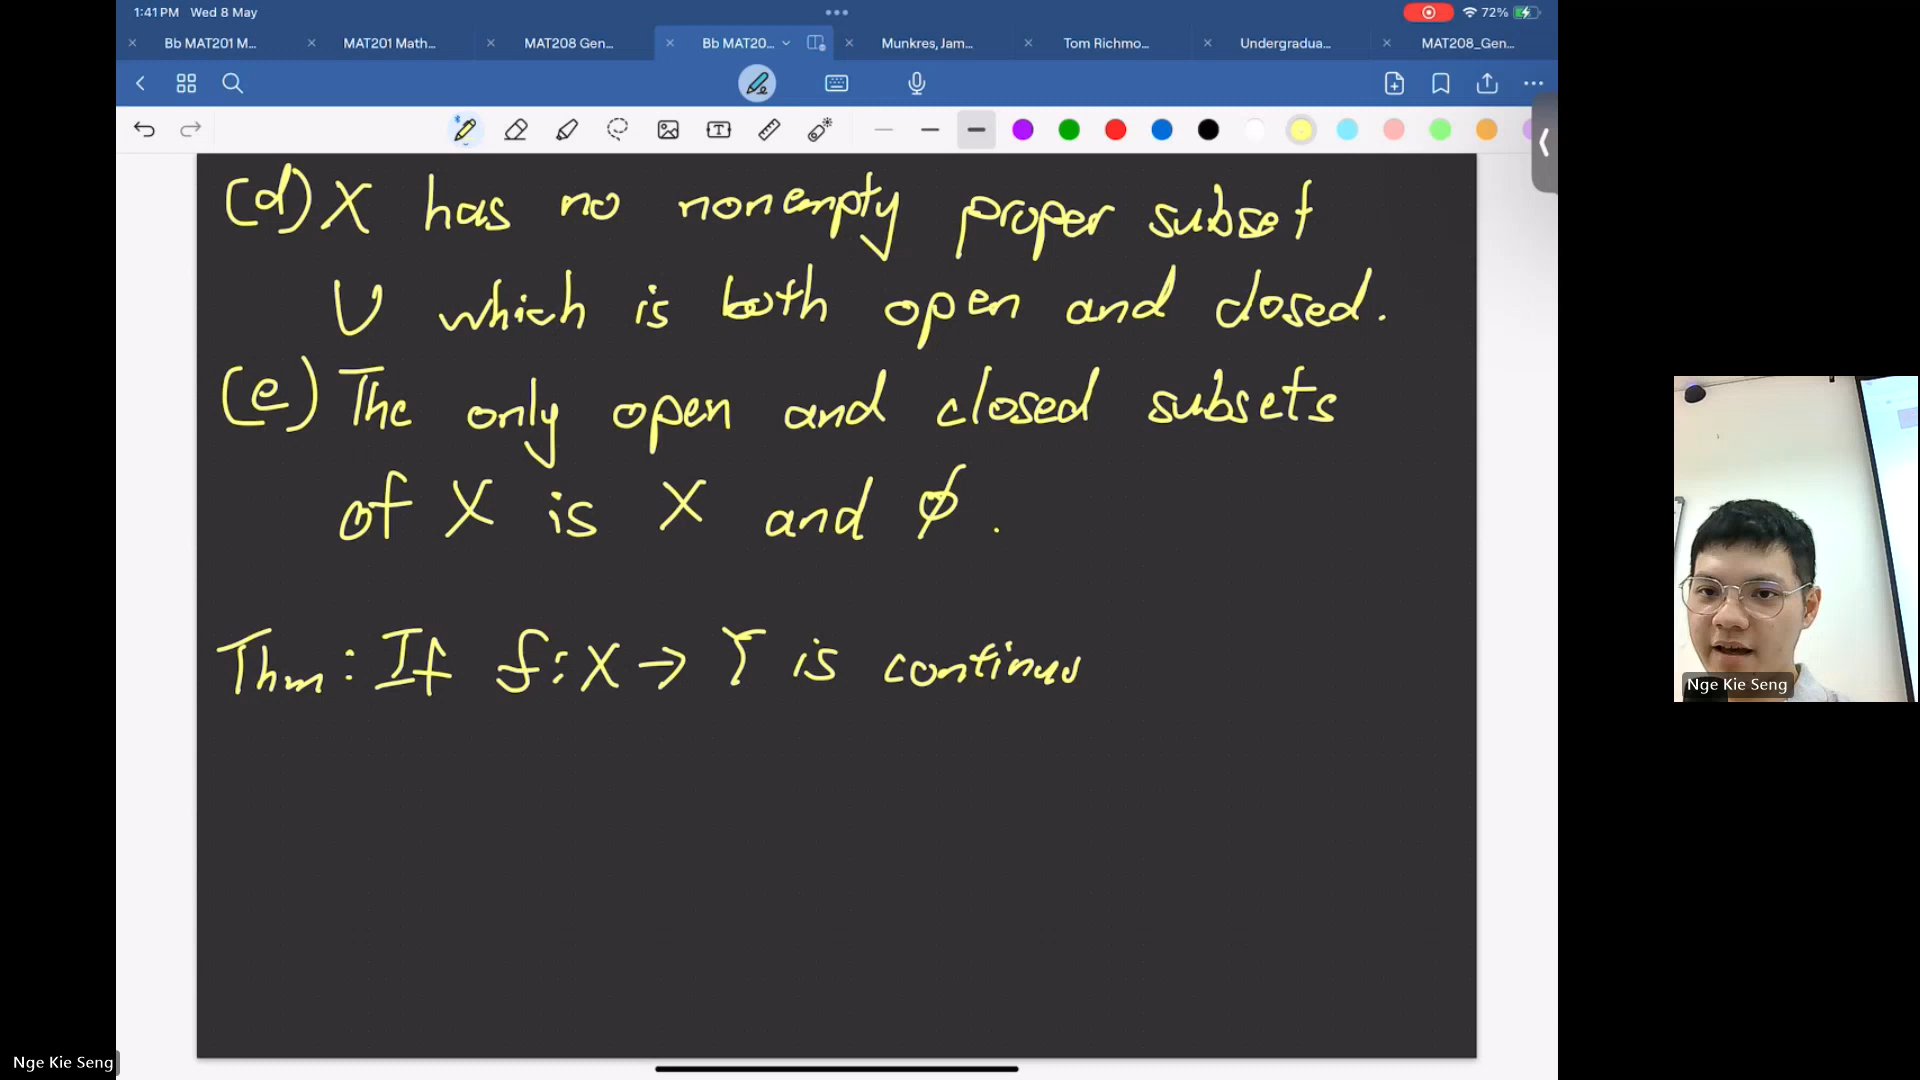 1:41 PM Wed 8 May
72%
Bb MAT201 M...
MAT201 Math...
MAT208 Gen...
Bb MAT20...
Munkres, Jam...
Tom Richmo...
Undergradua...
MAT208_Gen...
(d) X has no nonempty proper subset
U which is both open and closed.
(e) The only open and closed subsets
of X is X and ∅.
Thm: If f: X → Y is continuo
Nge Kie Seng
Nge Kie Seng